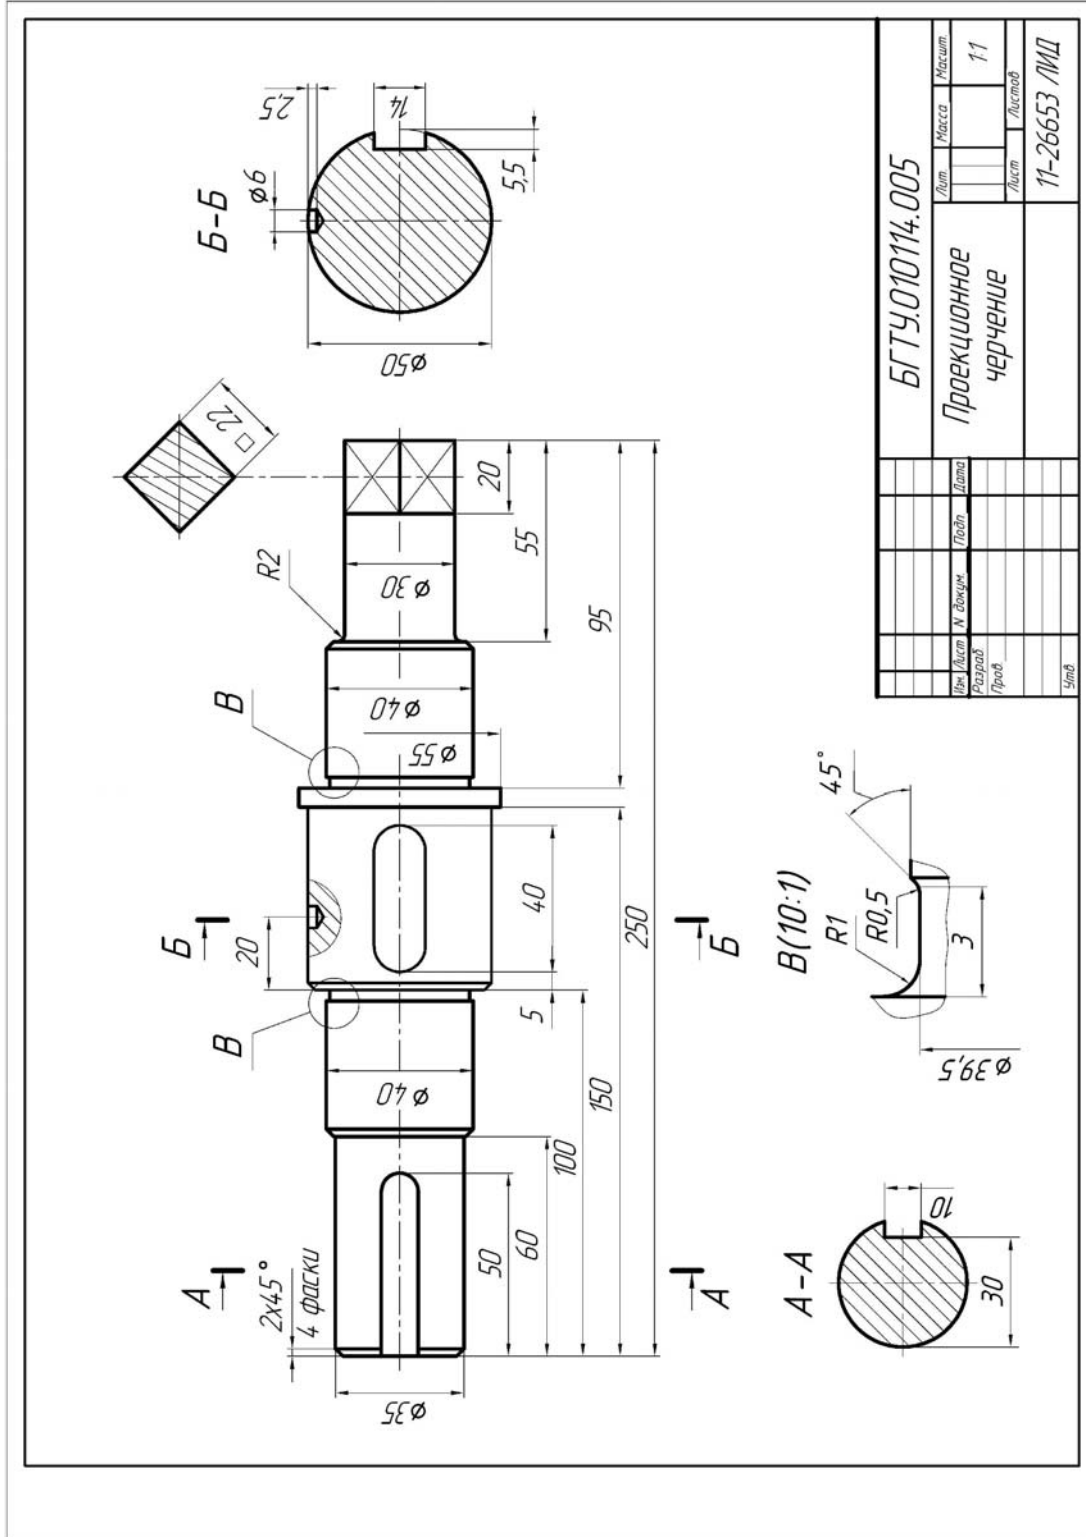 А
2х45°
4 фаски
В
Б
20
В
R2
□ 22
ø35
ø40
ø55
ø40
ø30
50
60
100
5
40
20
55
150
95
250
А
Б
Б-Б
ø6
2,5
ø50
14
5,5
А-А
10
30
В(10:1)
R1
R0,5
45°
3
ø39,5
БГТУ.010114.005
Изм. Лист N докум. Подп. Дата
Разраб.
Пров.
Утв.
Проекционное
черчение
Лит. Масса Масшт.
1:1
Лист Листов
11-26653 ЛИД